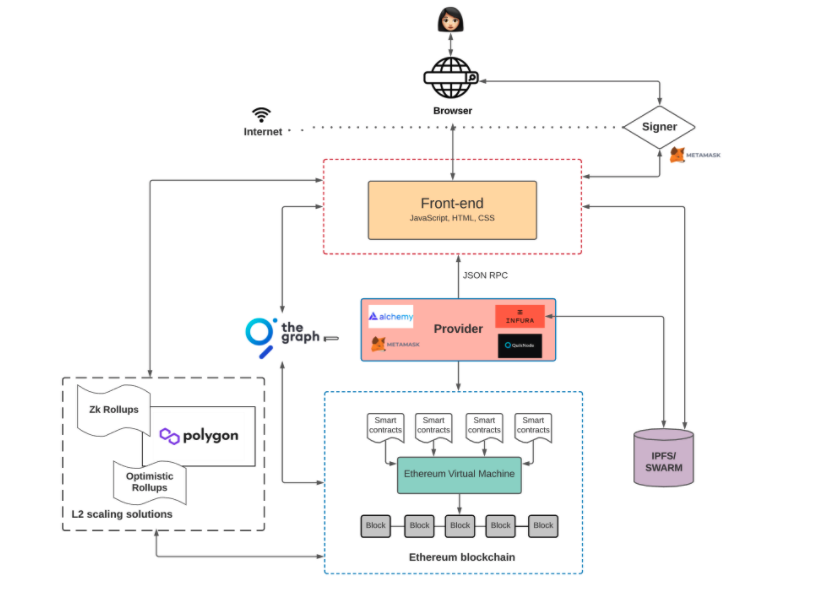 Browser
Internet
Signer
METAMASK
Front-end
JavaScript, HTML, CSS
JSON RPC
alchemy
INFURA
Provider
METAMASK
QuickNode
the
graph
Zk Rollups
polygon
Optimistic
Rollups
L2 scaling solutions
Smart
contracts
Smart
contracts
Smart
contracts
Smart
contracts
Ethereum Virtual Machine
Block
Block
Block
Block
Block
Ethereum blockchain
IPFS/
SWARM